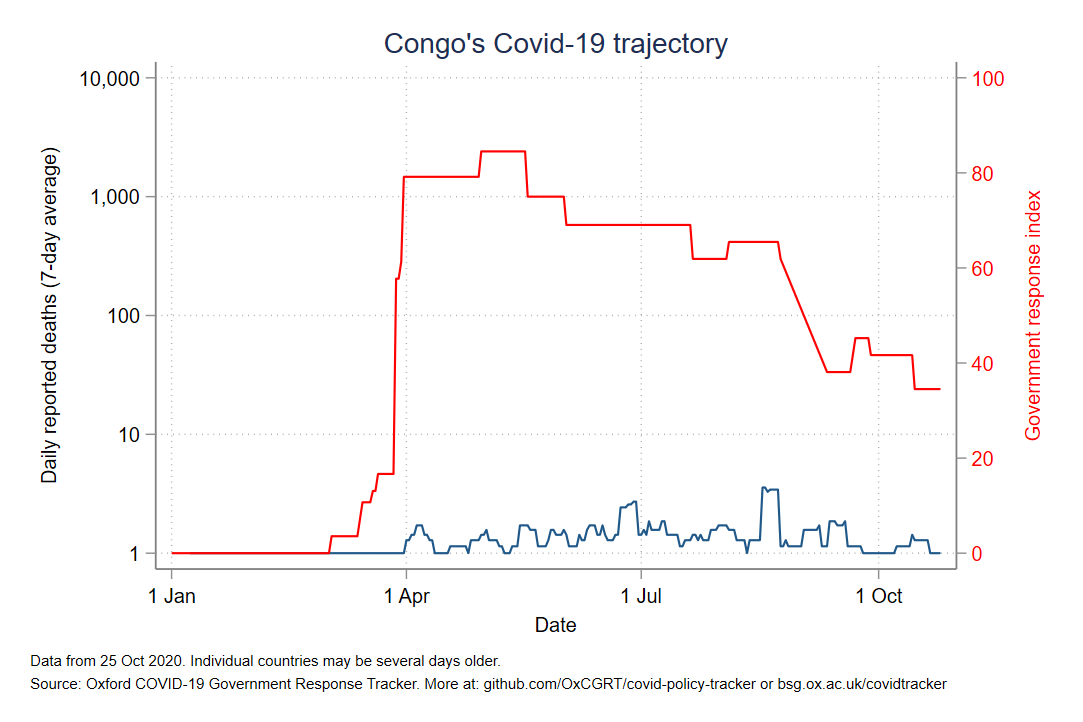 Congo's Covid-19 trajectory
10,000
1,000
100
10
1
Daily reported deaths (7-day average)
100
80
60
40
20
0
Government response index
1 Jan
1 Apr
1 Jul
1 Oct
Date
Data from 25 Oct 2020. Individual countries may be several days older.
Source: Oxford COVID-19 Government Response Tracker. More at: github.com/OxCGRT/covid-policy-tracker or bsg.ox.ac.uk/covidtracker